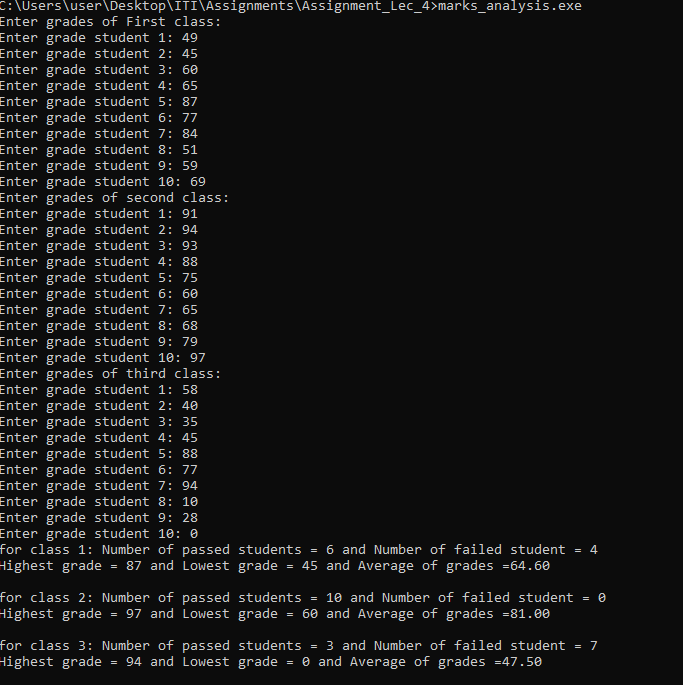 C:\Users\user\Desktop\ITI\Assignments\Assignment_Lec_4>marks_analysis.exe
Enter grades of First class:
Enter grade student 1: 49
Enter grade student 2: 45
Enter grade student 3: 60
Enter grade student 4: 65
Enter grade student 5: 87
Enter grade student 6: 77
Enter grade student 7: 84
Enter grade student 8: 51
Enter grade student 9: 59
Enter grade student 10: 69
Enter grades of second class:
Enter grade student 1: 91
Enter grade student 2: 94
Enter grade student 3: 93
Enter grade student 4: 88
Enter grade student 5: 75
Enter grade student 6: 60
Enter grade student 7: 65
Enter grade student 8: 68
Enter grade student 9: 79
Enter grade student 10: 97
Enter grades of third class:
Enter grade student 1: 58
Enter grade student 2: 40
Enter grade student 3: 35
Enter grade student 4: 45
Enter grade student 5: 88
Enter grade student 6: 77
Enter grade student 7: 94
Enter grade student 8: 10
Enter grade student 9: 28
Enter grade student 10: 0
for class 1: Number of passed students = 6 and Number of failed student = 4
Highest grade = 87 and Lowest grade = 45 and Average of grades =64.60
for class 2: Number of passed students = 10 and Number of failed student = 0
Highest grade = 97 and Lowest grade = 60 and Average of grades =81.00
for class 3: Number of passed students = 3 and Number of failed student = 7
Highest grade = 94 and Lowest grade = 0 and Average of grades =47.50